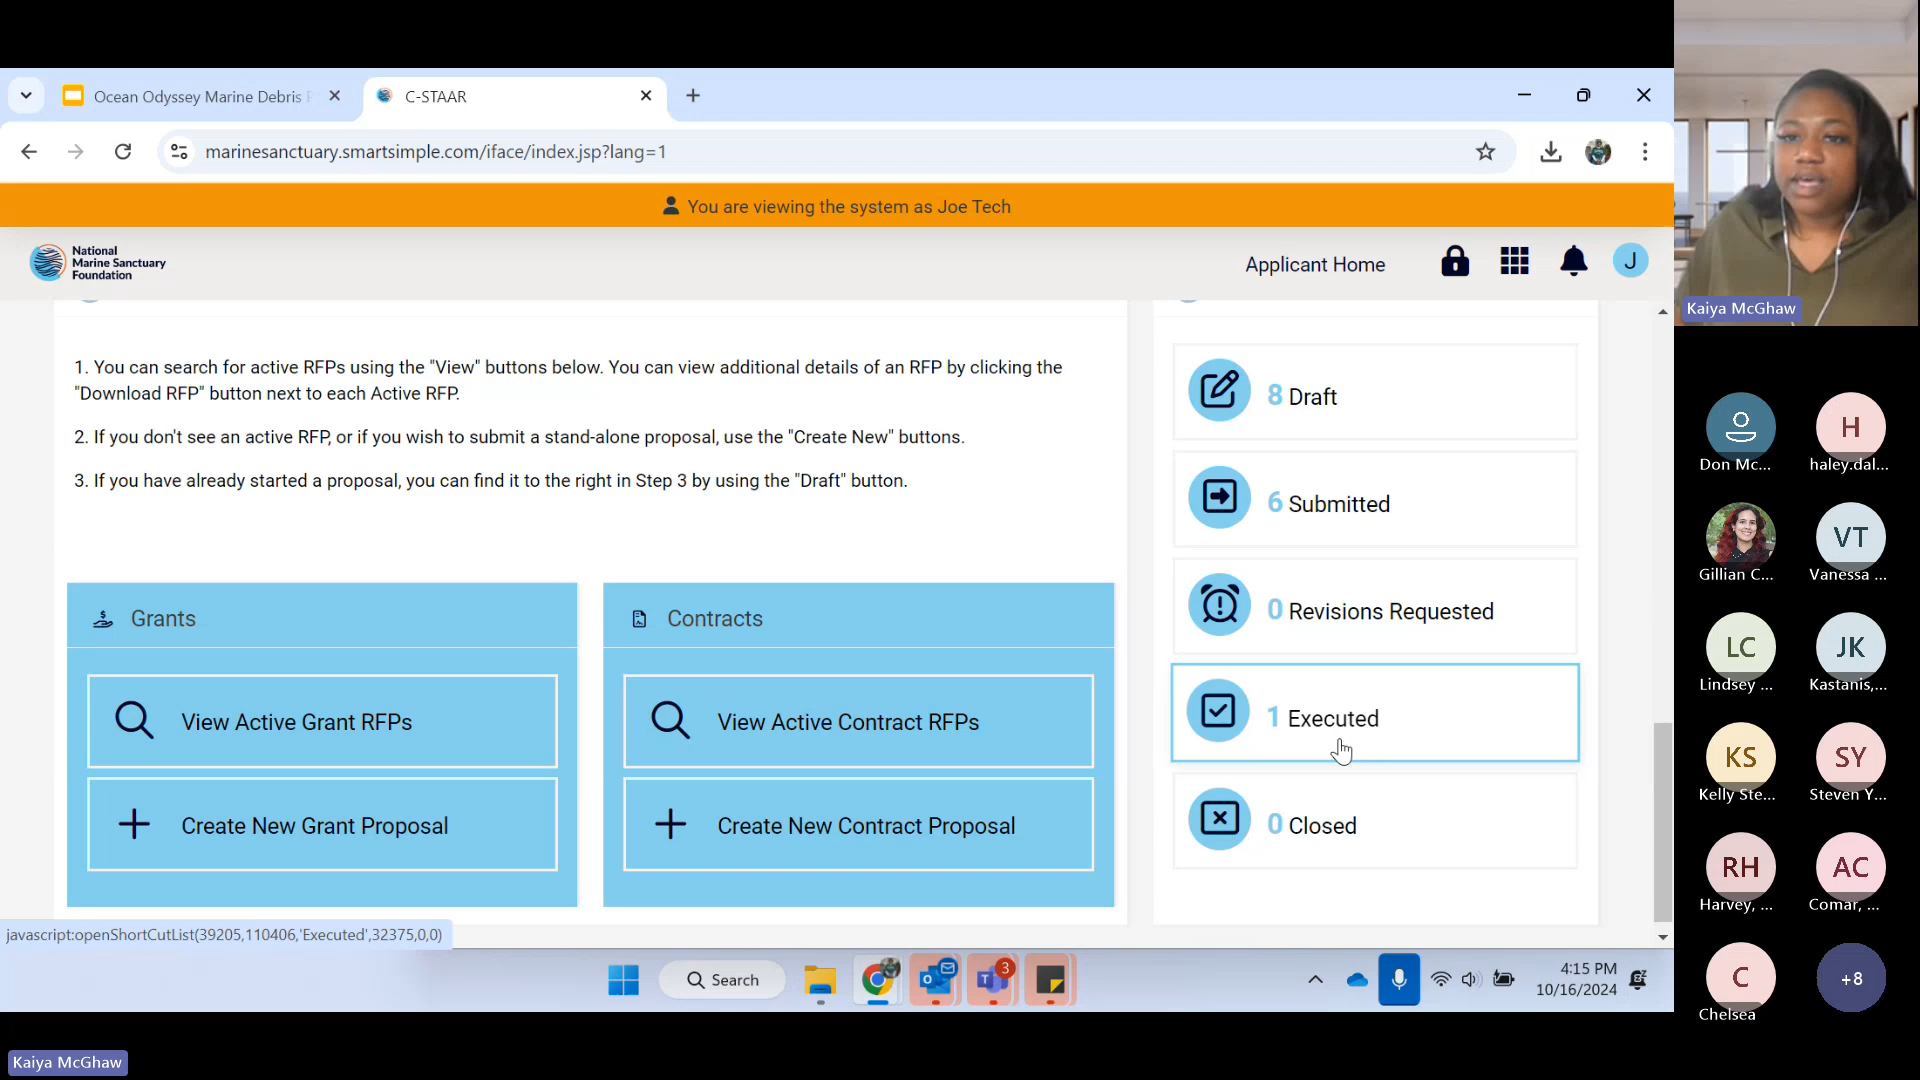 Ocean Odyssey Marine Debris
C-STAAR
marinesanctuary.smartsimple.com/iface/index.jsp?lang=1
You are viewing the system as Joe Tech
National
Marine Sanctuary
Foundation
Applicant Home
J
1. You can search for active RFPs using the "View" buttons below. You can view additional details of an RFP by clicking the
"Download RFP" button next to each Active RFP.
2. If you don't see an active RFP, or if you wish to submit a stand-alone proposal, use the "Create New" buttons.
3. If you have already started a proposal, you can find it to the right in Step 3 by using the "Draft" button.
Grants
View Active Grant RFPs
Create New Grant Proposal
Contracts
View Active Contract RFPs
Create New Contract Proposal
8 Draft
6 Submitted
0 Revisions Requested
1 Executed
0 Closed
javascript:openShortCutList(39205,110406,'Executed',32375,0,0)
Search
3
4:15 PM
10/16/2024
Kaiya McGhaw
Don Mc...
H
haley.dal...
Gillian C...
VT
Vanessa ...
LC
Lindsey ...
JK
Kastanis,...
KS
Kelly Ste...
SY
Steven Y...
RH
Harvey, ...
AC
Comar, ...
C
Chelsea
+8
Kaiya McGhaw